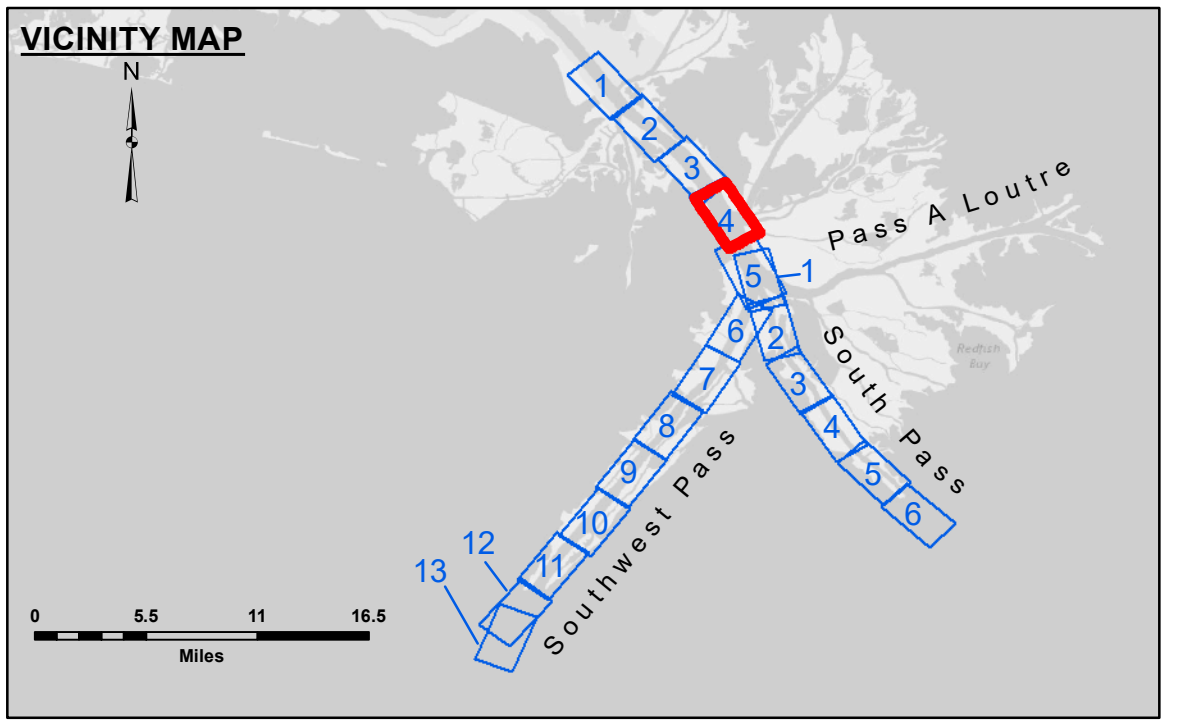 VICINITY MAP
N
1
2
3
4
5
1
Pass A Loutre
6
2
South Pass
Redfish
Bay
7
3
8
4
9
5
10
6
11
12
13
Southwest Pass
0 5.5 11 16.5
Miles